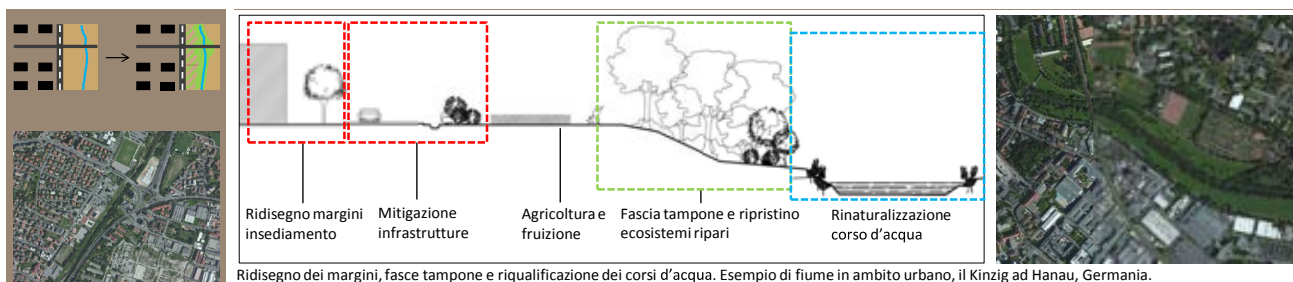 Ridisegno margini
insediamento
Mitigazione
infrastrutture
Agricoltura e
fruizione
Fascia tampone e ripristino
ecosistemi ripari
Rinaturalizzazione
corso d'acqua
Ridisegno dei margini, fasce tampone e riqualificazione dei corsi d'acqua. Esempio di fiume in ambito urbano, il Kinzig ad Hanau, Germania.